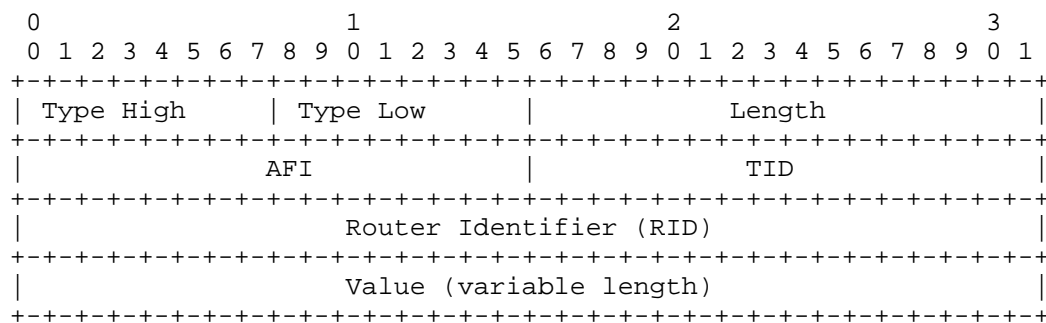 0                   1                   2                   3
 0 1 2 3 4 5 6 7 8 9 0 1 2 3 4 5 6 7 8 9 0 1 2 3 4 5 6 7 8 9 0 1
+-+-+-+-+-+-+-+-+-+-+-+-+-+-+-+-+-+-+-+-+-+-+-+-+-+-+-+-+-+-+-+-+
| Type High     | Type Low      |            Length             |
+-+-+-+-+-+-+-+-+-+-+-+-+-+-+-+-+-+-+-+-+-+-+-+-+-+-+-+-+-+-+-+-+
|               AFI             |             TID               |
+-+-+-+-+-+-+-+-+-+-+-+-+-+-+-+-+-+-+-+-+-+-+-+-+-+-+-+-+-+-+-+-+
|                    Router Identifier (RID)                    |
+-+-+-+-+-+-+-+-+-+-+-+-+-+-+-+-+-+-+-+-+-+-+-+-+-+-+-+-+-+-+-+-+
|                    Value (variable length)                    |
+-+-+-+-+-+-+-+-+-+-+-+-+-+-+-+-+-+-+-+-+-+-+-+-+-+-+-+-+-+-+-+-+